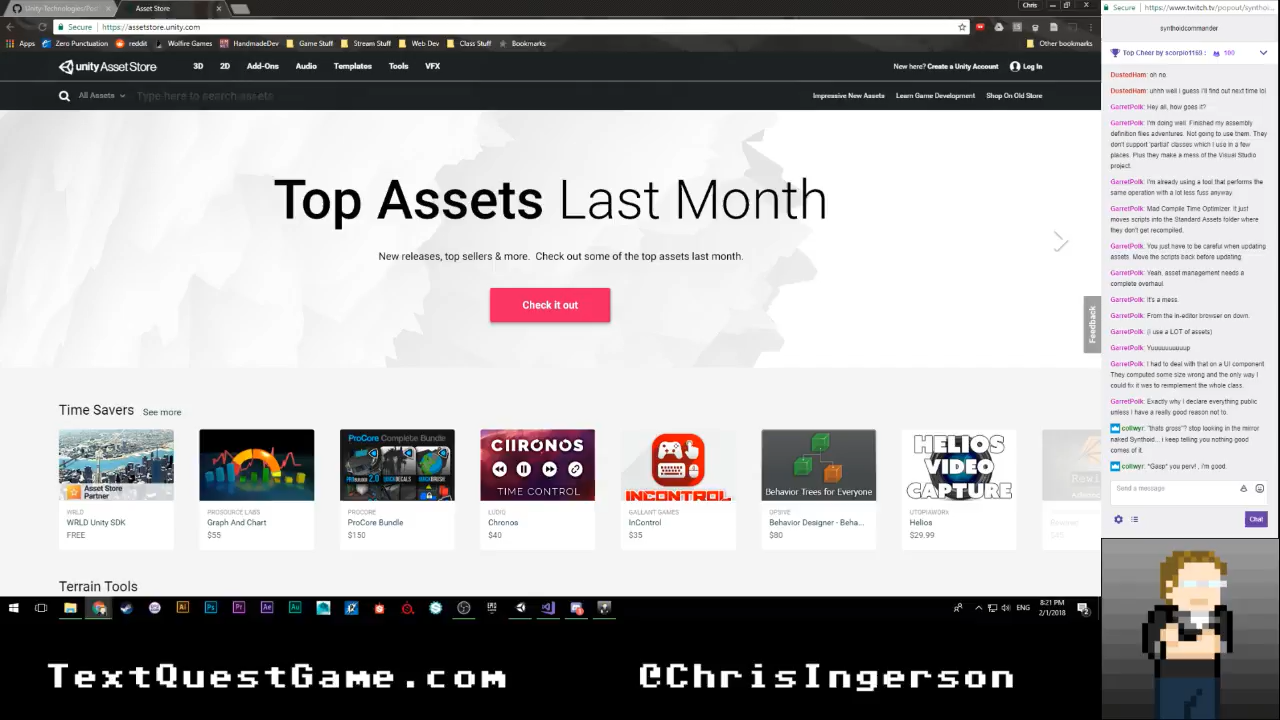 Unity-Technologies/Post
Asset Store
Chris
Secure
https://assetstore.unity.com
Apps
Zero Punctuation
reddit
Wolfire Games
HandmadeDev
Game Stuff
Stream Stuff
Web Dev
Class Stuff
Bookmarks
Other bookmarks
unity Asset Store
3D
2D
Add-Ons
Audio
Templates
Tools
VFX
New here? Create a Unity Account
Log In
All Assets
Type here to search assets
Impressive New Assets
Learn Game Development
Shop On Old Store
Top Assets Last Month
New releases, top sellers & more. Check out some of the top assets last month.
Check it out
Feedback
Time Savers
See more
Asset Store
Partner
WRLD
WRLD Unity SDK
FREE
PROSOURCE LABS
Graph And Chart
$55
ProCore Complete Bundle
PROCORE
ProCore Bundle
$150
CHRONOS
TIME CONTROL
LUDIQ
Chronos
$40
INCONTROL
GALLANT GAMES
InControl
$35
Behavior Trees for Everyone
OPSIVE
Behavior Designer - Beha...
$80
HELIOS
VIDEO
CAPTURE
UTOPIAWORX
Helios
$29.99
Terrain Tools
ENG
8:21 PM
2/1/2018
TextQuestGame.com
@ChrisIngerson
Secure
https://www.twitch.tv/popout/synthoi...
synthoidcommander
Top Cheer by scorpio1169 :
100
DustedHam: oh no.
DustedHam: uhhh well i guess i'll find out next time lol
GarretPolk: Hey all, how goes it?
GarretPolk: I'm doing well. Finished my assembly
definition files adventures. Not going to use them. They
don't support 'partial' classes which I use in a few
places. Plus they make a mess of the Visual Studio
project.
GarretPolk: I'm already using a tool that performs the
same operation with a lot less fuss anyway.
GarretPolk: Mad Compile Time Optimizer. It just
moves scripts into the Standard Assets folder where
they don't get recompiled.
GarretPolk: You just have to be careful when updating
assets. Move the scripts back before updating.
GarretPolk: Yeah, asset management needs a
complete overhaul.
GarretPolk: It's a mess.
GarretPolk: From the in-editor browser on down.
GarretPolk: (I use a LOT of assets)
GarretPolk: Yuuuuuuuuuup
GarretPolk: I had to deal with that on a UI component.
They computed some size wrong and the only way I
could fix it was to reimplement the whole class.
GarretPolk: Exactly why I declare everything public
unless I have a really good reason not to.
collwyr: "thats gross"? stop looking in the mirror
naked Synthoid... i keep telling you nothing good
comes of it.
collwyr: *Gasp* you perv! , i'm good.
Send a message
Chat